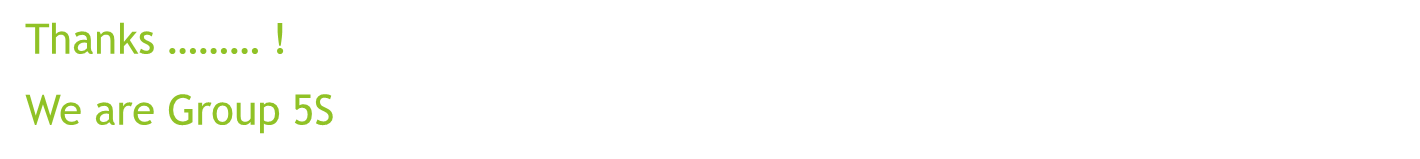 Thanks ……… !
We are Group 5S